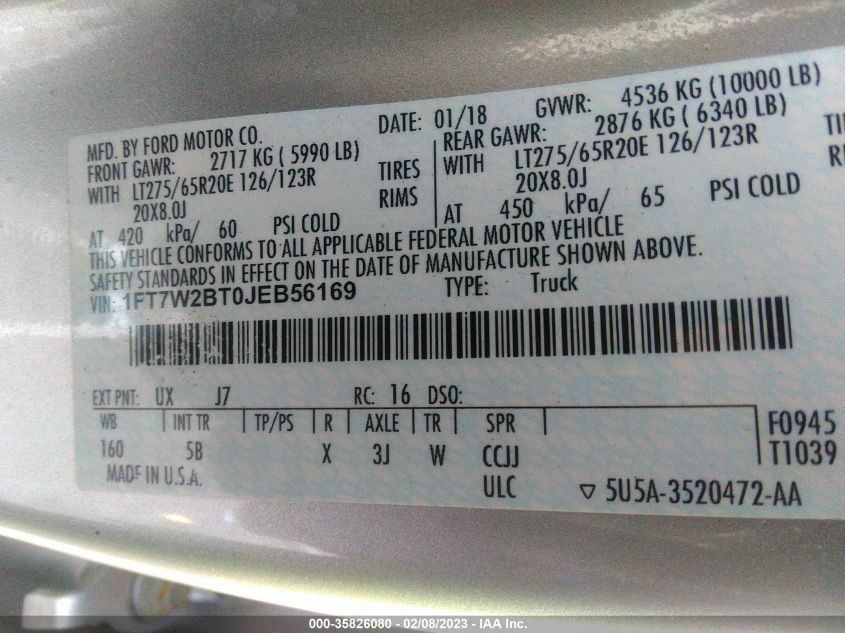 MFD. BY FORD MOTOR CO. DATE: 01/18 GVWR: 4536 KG (10000 LB)
FRONT GAWR: 2717 KG ( 5990 LB) REAR GAWR: 2876 KG ( 6340 LB)
WITH LT275/65R20E 126/123R TIRES WITH LT275/65R20E 126/123R
20X8.0J RIMS 20X8.0J
AT 420 kPa/ 60 PSI COLD AT 450 kPa/ 65 PSI COLD
THIS VEHICLE CONFORMS TO ALL APPLICABLE FEDERAL MOTOR VEHICLE
SAFETY STANDARDS IN EFFECT ON THE DATE OF MANUFACTURE SHOWN ABOVE.
VIN: 1FT7W2BT0JEB56169 TYPE: Truck
EXT PNT: UX J7 RC: 16 DSO:
WB INT TR TP/PS R AXLE TR SPR F0945
160 5B X 3J W CCJJ T1039
MADE IN U.S.A. ULC 5U5A-3520472-AA
000-35826080 - 02/08/2023 - IAA Inc.